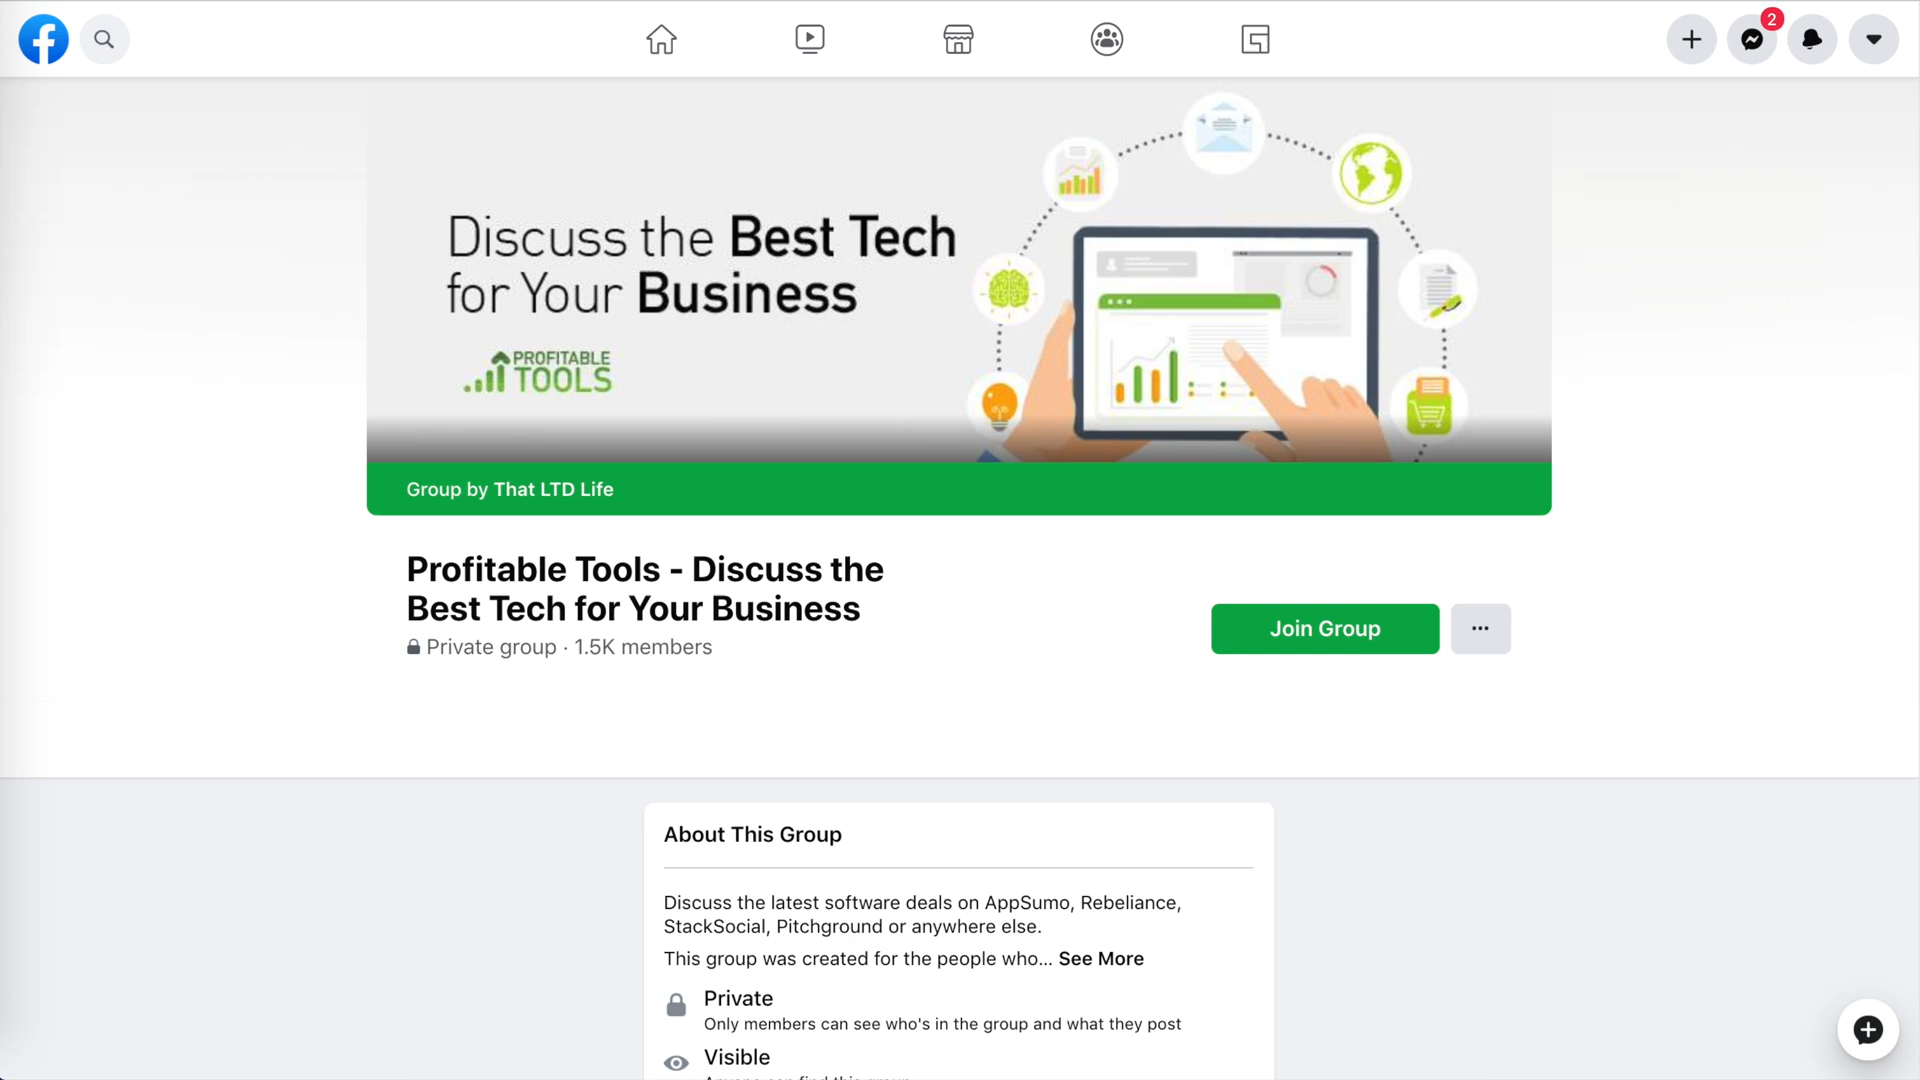 2
Discuss the Best Tech
for Your Business
PROFITABLE
TOOLS
Group by That LTD Life
Profitable Tools - Discuss the
Best Tech for Your Business
Private group · 1.5K members
Join Group
About This Group
Discuss the latest software deals on AppSumo, Rebeliance,
StackSocial, Pitchground or anywhere else.
This group was created for the people who... See More
Private
Only members can see who's in the group and what they post
Visible